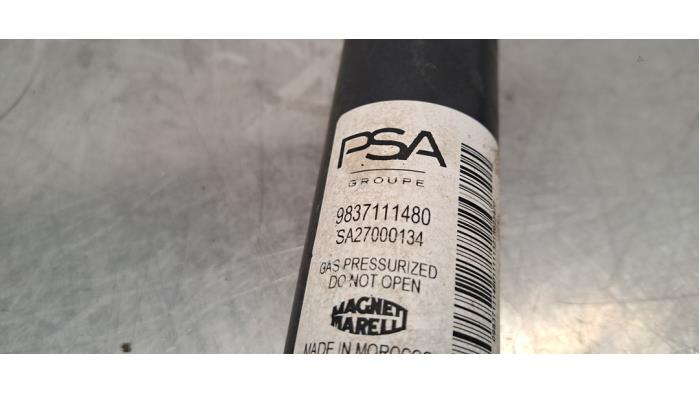 PSA
GROUPE
9837111480
SA27000134
GAS PRESSURIZED
DO NOT OPEN
MAGNETI
MARELLI
MADE IN MOROCCO